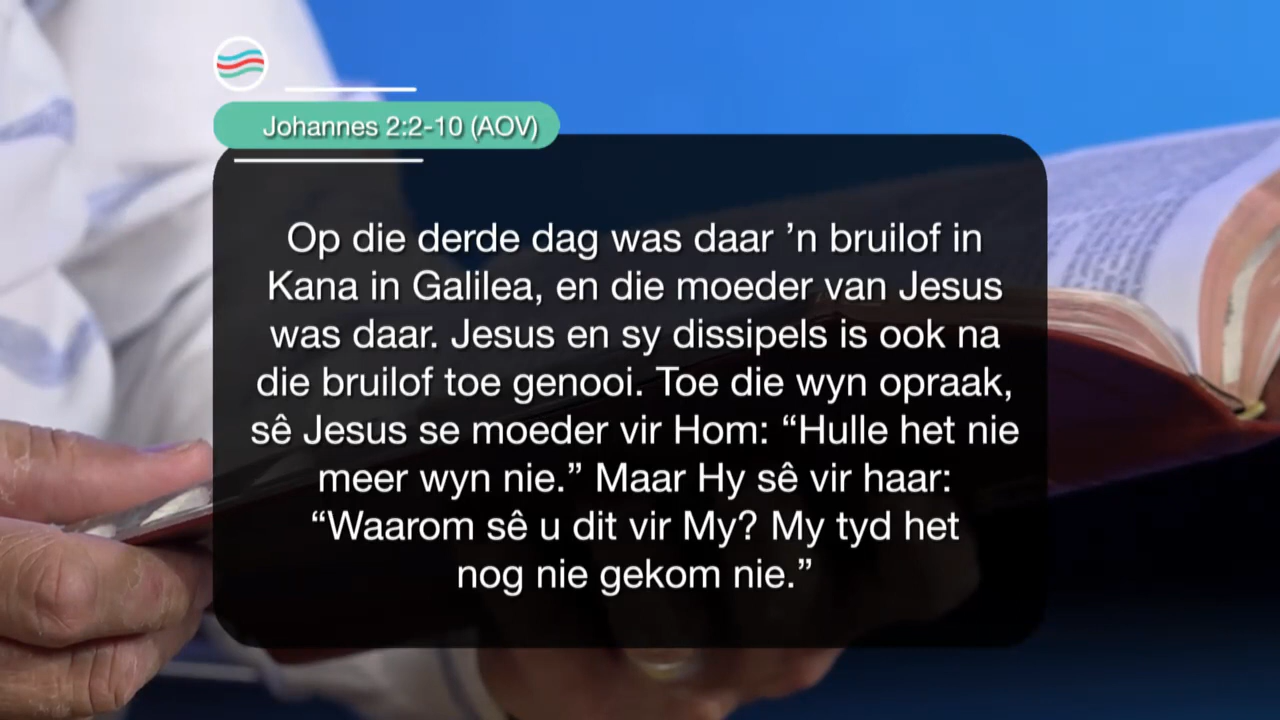 Johannes 2:2-10 (AOV)
Op die derde dag was daar ’n bruilof in
Kana in Galilea, en die moeder van Jesus
was daar. Jesus en sy dissipels is ook na
die bruilof toe genooi. Toe die wyn opraak,
sê Jesus se moeder vir Hom: “Hulle het nie
meer wyn nie.” Maar Hy sê vir haar:
“Waarom sê u dit vir My? My tyd het
nog nie gekom nie.”